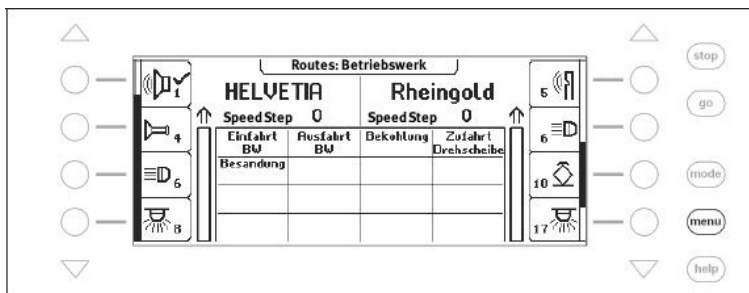 Routes: Betriebswerk
HELVETIA Rheingold
Speed Step 0 Speed Step 0
Einfahrt BW Ausfahrt BW Bekohlung Zufahrt Drehscheibe
Besandung
1
4
6
8
5
6
10
17
stop
go
mode
menu
help